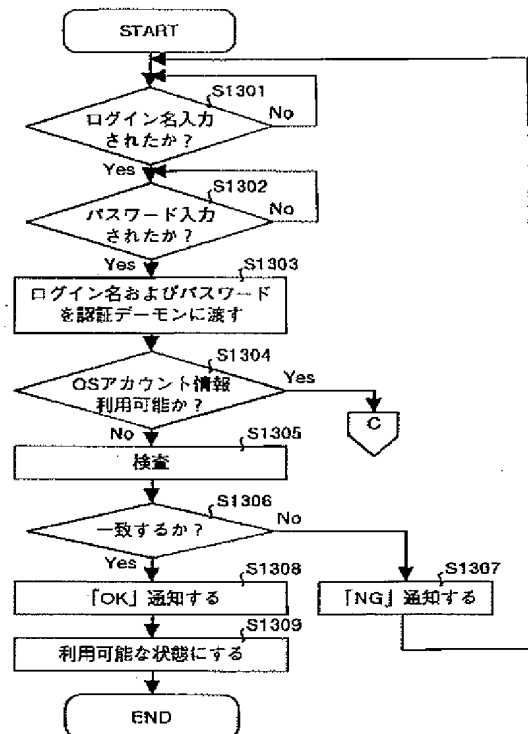 START
S1301
ログイン名入力
されたか?
No
Yes
S1302
パスワード入力
されたか?
No
Yes
S1303
ログイン名およびパスワード
を認証デーモンに渡す
S1304
OSアカウント情報
利用可能か?
Yes
C
No
S1305
検査
S1306
一致するか?
No
Yes
S1308
「OK」通知する
S1307
「NG」通知する
S1309
利用可能な状態にする
END